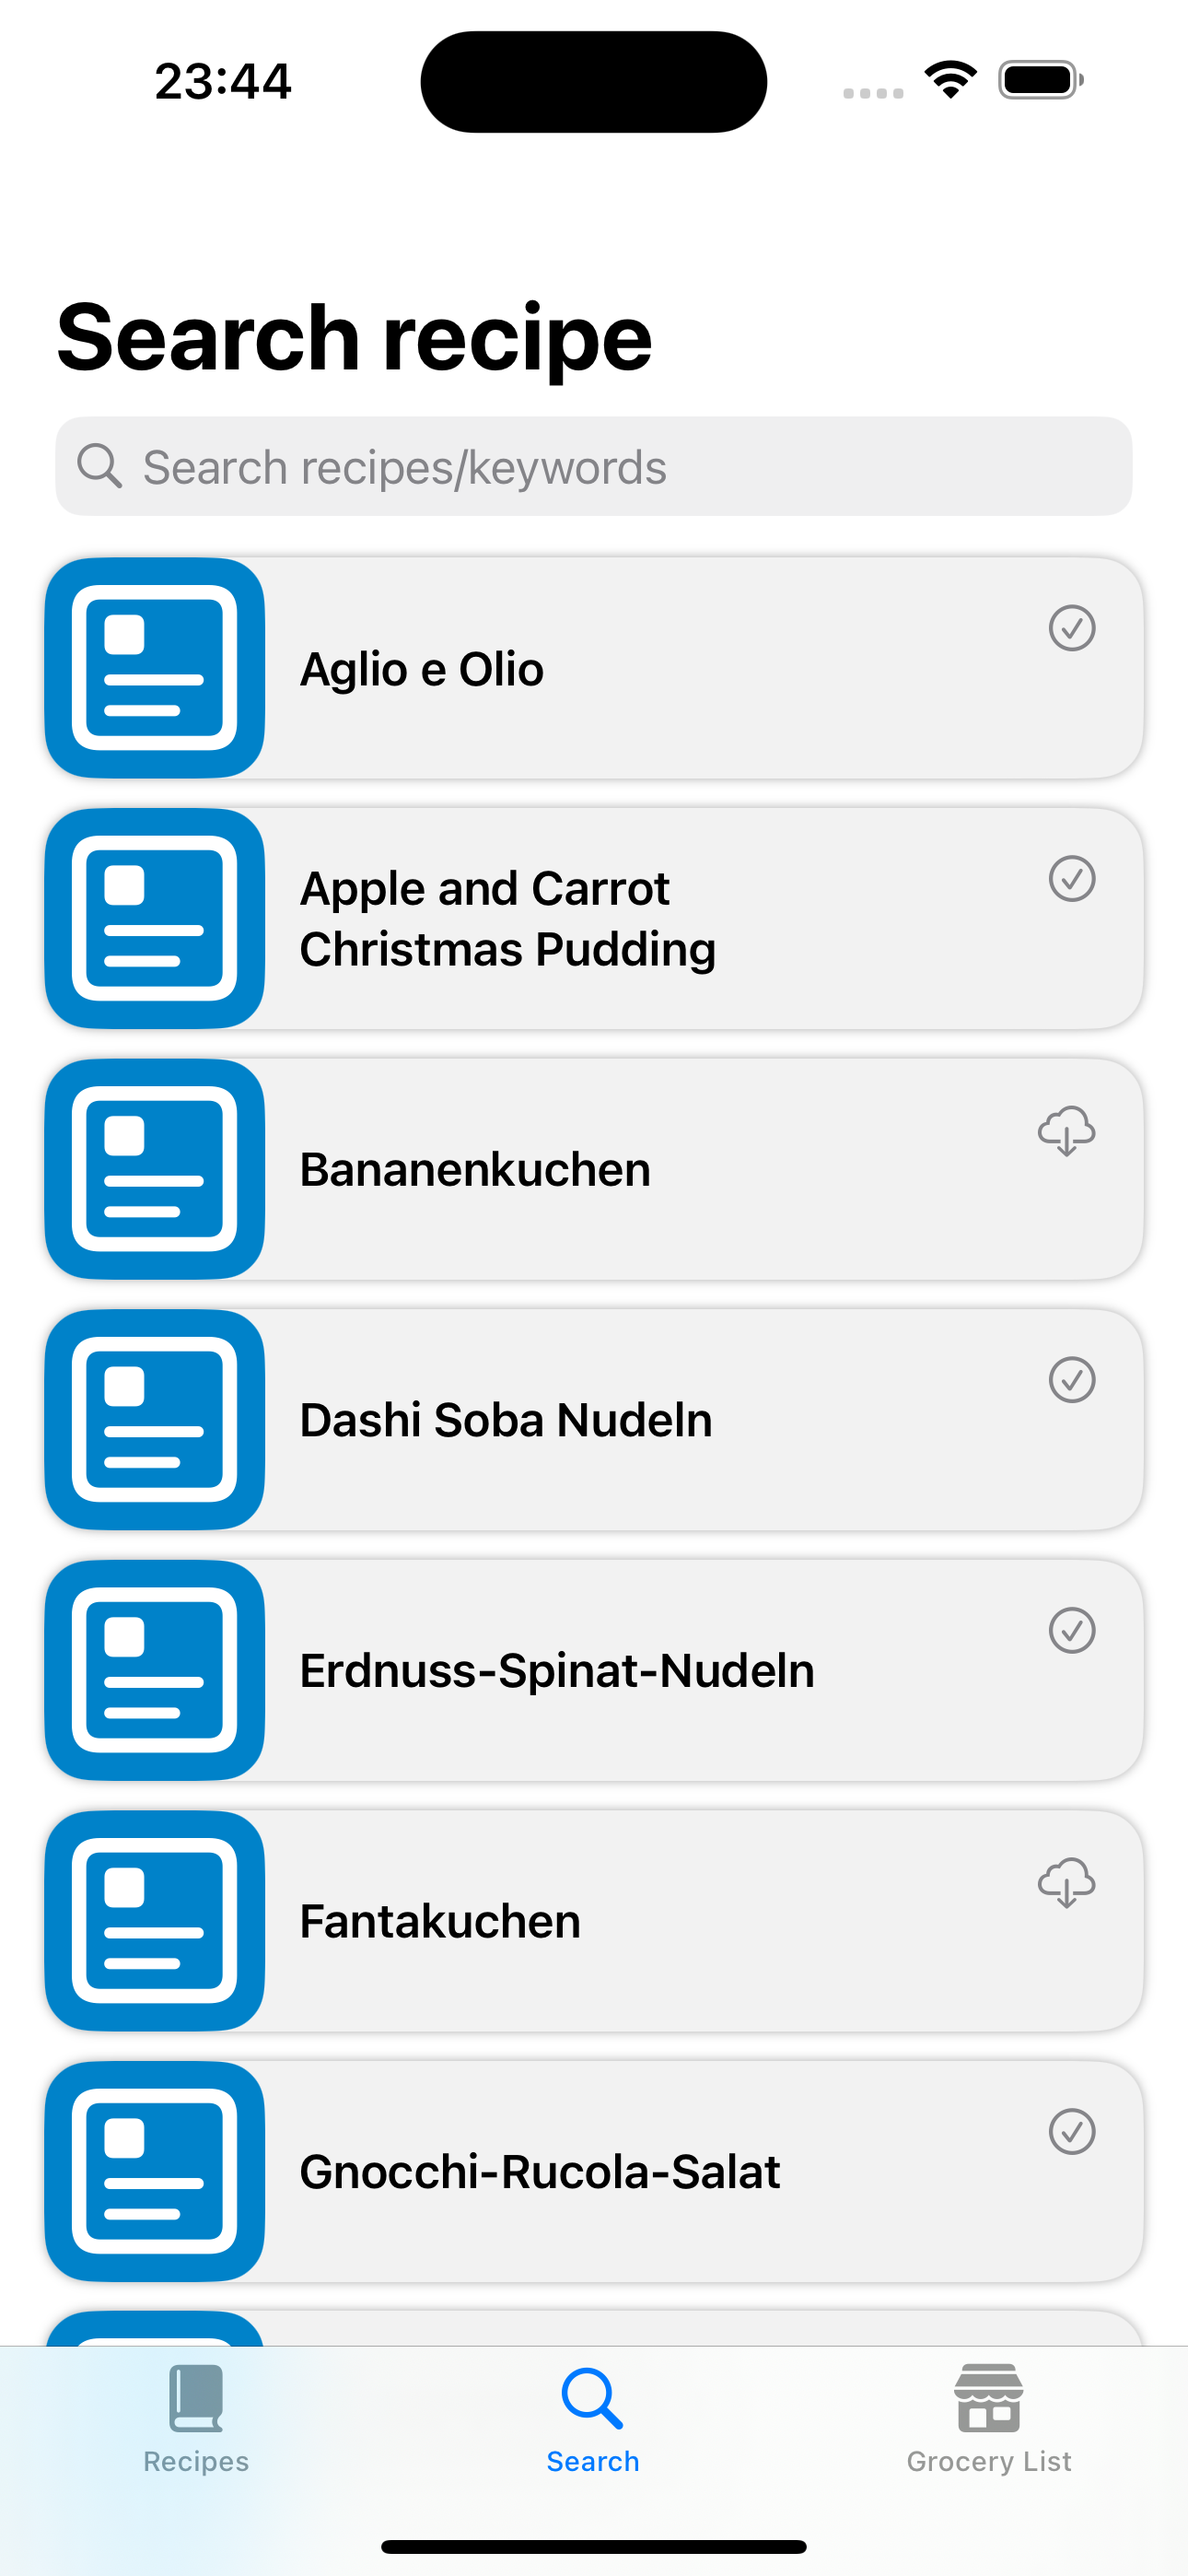 23:44
Search recipe
Search recipes/keywords
Aglio e Olio
Apple and Carrot
Christmas Pudding
Bananenkuchen
Dashi Soba Nudeln
Erdnuss-Spinat-Nudeln
Fantakuchen
Gnocchi-Rucola-Salat
Recipes
Search
Grocery List